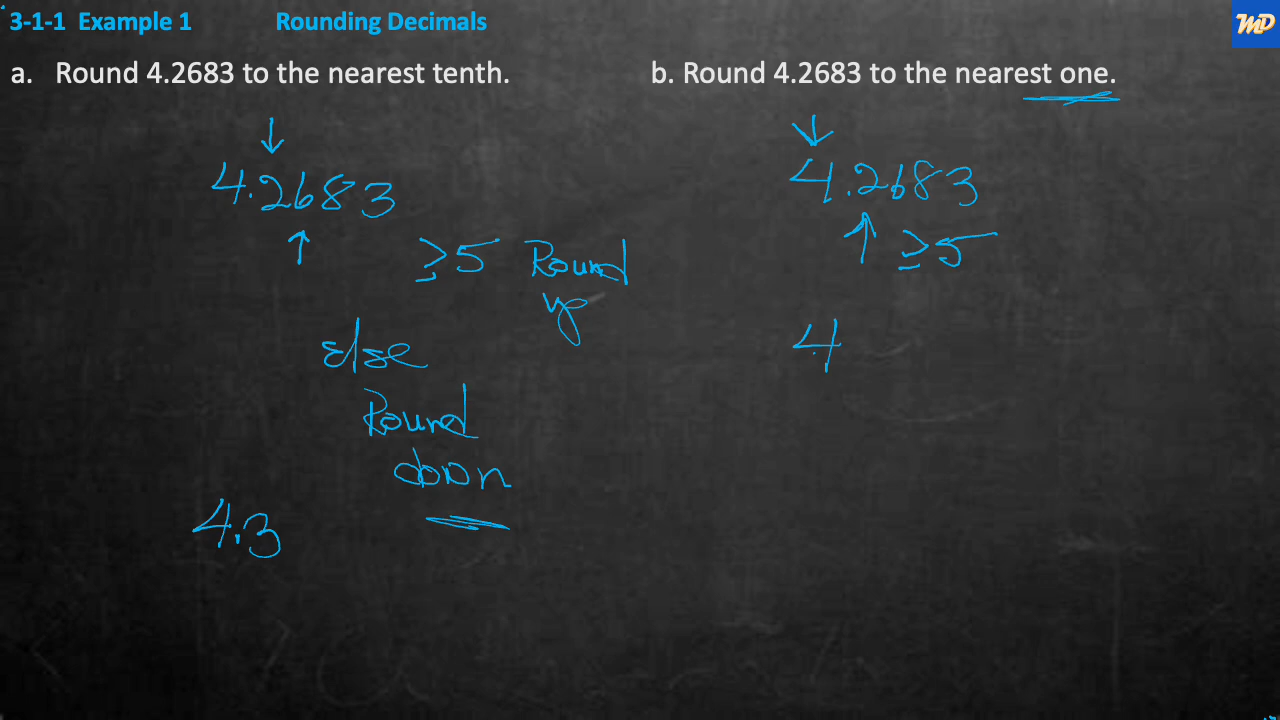 3-1-1 Example 1 Rounding Decimals
MP
a. Round 4.2683 to the nearest tenth.
4.2683
≥5 Round
up
else
Round
down
4.3
b. Round 4.2683 to the nearest one.
4.2683
≥5
4